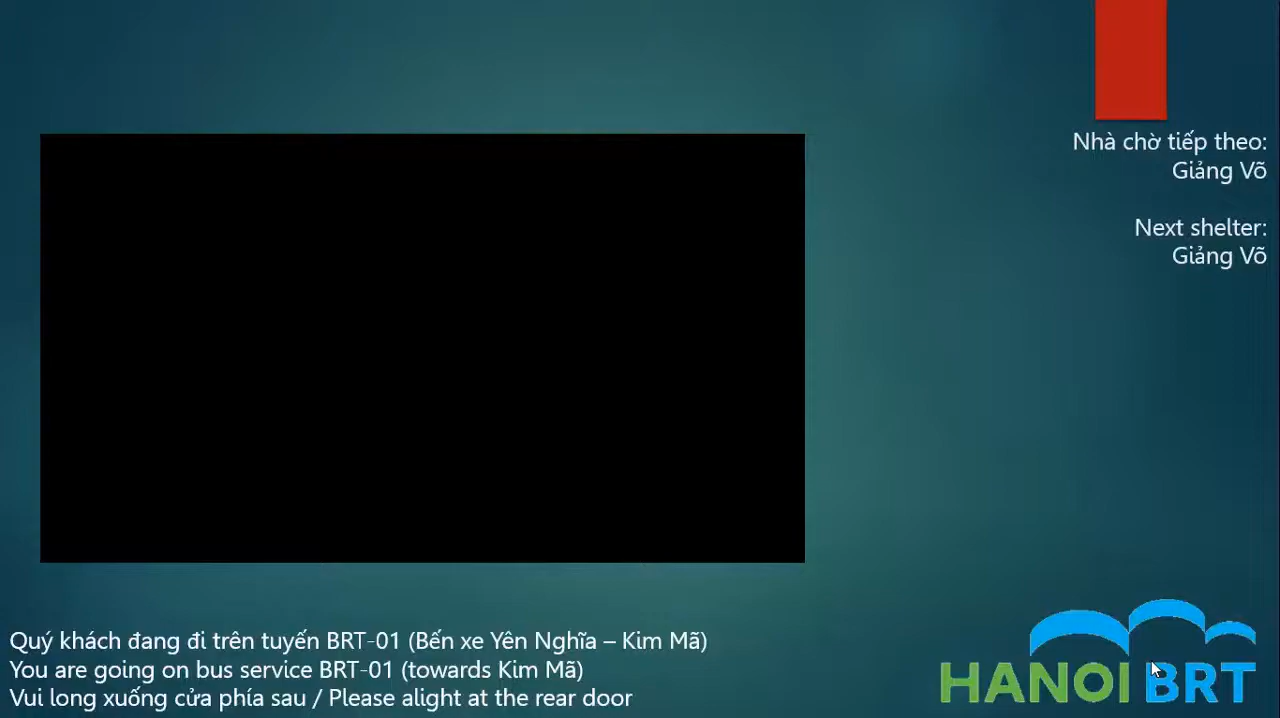 Nhà chờ tiếp theo:
Giảng Võ
Next shelter:
Giảng Võ
Quý khách đang đi trên tuyến BRT-01 (Bến xe Yên Nghĩa – Kim Mã)
You are going on bus service BRT-01 (towards Kim Mã)
Vui long xuống cửa phía sau / Please alight at the rear door
HANOI BRT